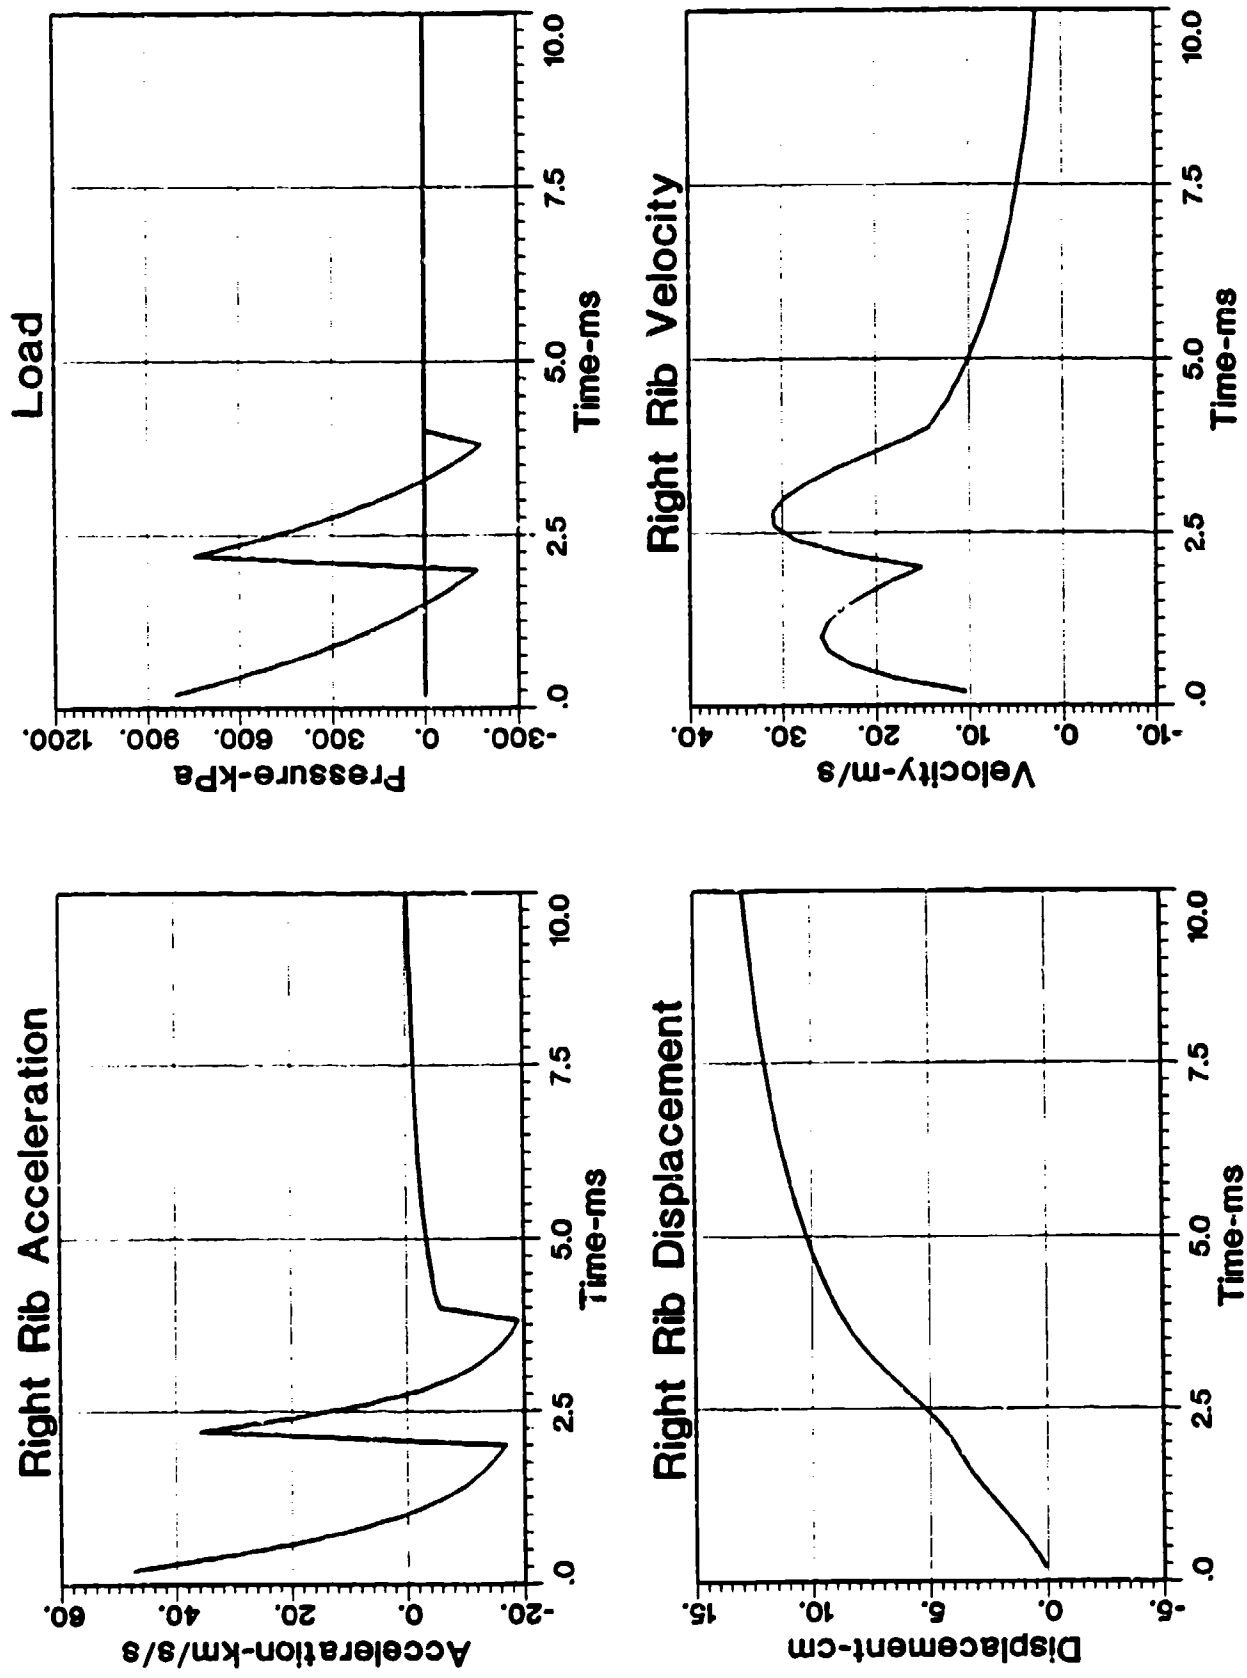 Right Rib Acceleration
60.
40.
20.
0.
-20.
Acceleration-km/s/s
.0 2.5 5.0 7.5 10.0
Time-ms
Load
1200.
900.
600.
300.
0.
-300.
Pressure-kPa
.0 2.5 5.0 7.5 10.0
Time-ms
Right Rib Displacement
15.
10.
5.
0.
-5.
Displacement-cm
.0 2.5 5.0 7.5 10.0
Time-ms
Right Rib Velocity
40.
30.
20.
10.
0.
-10.
Velocity-m/s
.0 2.5 5.0 7.5 10.0
Time-ms